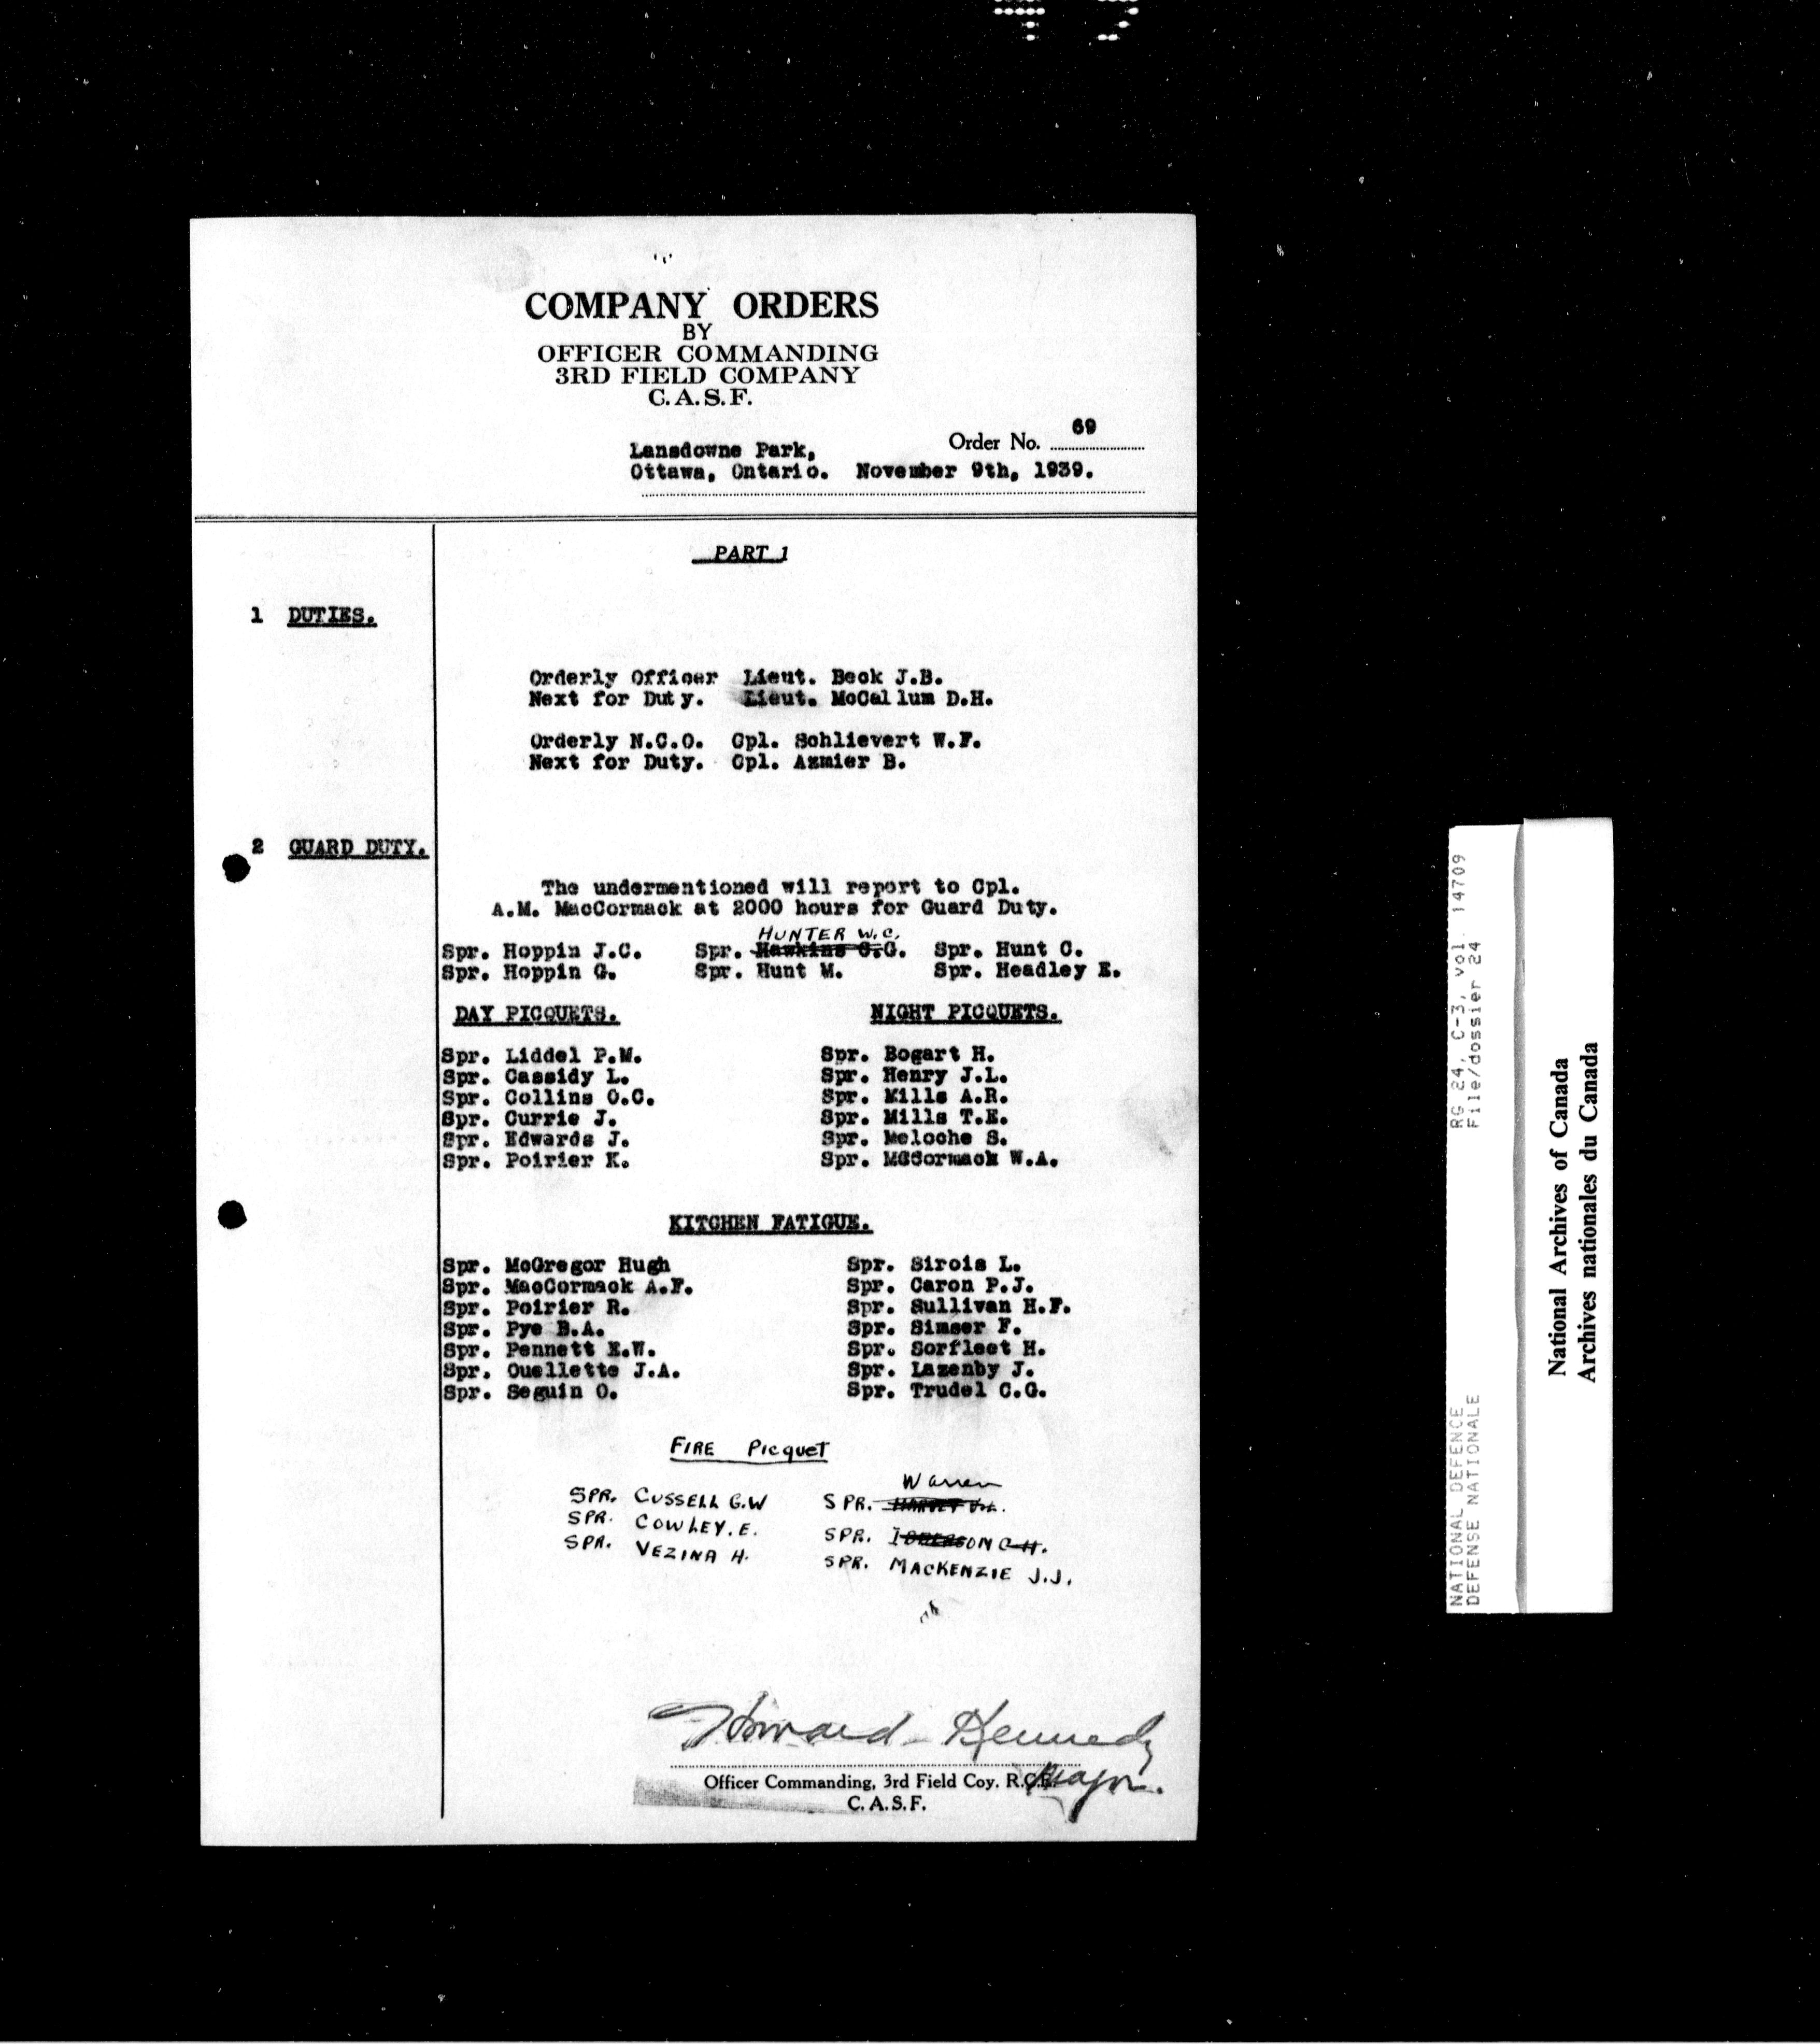 COMPANY ORDERS
BY
OFFICER COMMANDING
3RD FIELD COMPANY
C.A.S.F.
Order No. 69
Lansdowne Park,
Ottawa, Ontario. November 9th, 1939.
PART 1
1 DUTIES.
Orderly Officer Lieut. Beck J.B.
Next for Duty. Lieut. McCallum D.H.
Orderly N.C.O. Cpl. Schlievert W.F.
Next for Duty. Cpl. Azmier B.
2 GUARD DUTY.
The undermentioned will report to Cpl.
A.M. MacCormack at 2000 hours for Guard Duty.
HUNTER W.C.
Spr. Hoppin J.C. Spr. Hawkins C.G. Spr. Hunt C.
Spr. Hoppin G. Spr. Hunt M. Spr. Headley E.
DAY PICQUETS. NIGHT PICQUETS.
Spr. Liddel P.M. Spr. Bogart H.
Spr. Cassidy L. Spr. Henry J.L.
Spr. Collins O.C. Spr. Mills A.R.
Spr. Currie J. Spr. Mills T.E.
Spr. Edwards J. Spr. Meloche S.
Spr. Poirier K. Spr. McCormack W.A.
KITCHEN FATIGUE.
Spr. McGregor Hugh Spr. Sirois L.
Spr. MacCormack A.F. Spr. Caron P.J.
Spr. Poirier R. Spr. Sullivan H.F.
Spr. Pye B.A. Spr. Simser F.
Spr. Pennett E.W. Spr. Sorfleet H.
Spr. Ouellette J.A. Spr. Lazenby J.
Spr. Seguin O. Spr. Trudel C.G.
FIRE Picquet
Warren
SPR. CUSSELL G.W SPR.
SPR. COWLEY. E. SPR.
SPR. VEZINA H. SPR. MACKENZIE J.J.
Howard Kennedy
Major.
Officer Commanding, 3rd Field Coy. R.C.E.
C.A.S.F.
NATIONAL DEFENCE RG 24, C-3, vol. 14709
DEFENSE NATIONALE File/dossier 24
National Archives of Canada
Archives nationales du Canada